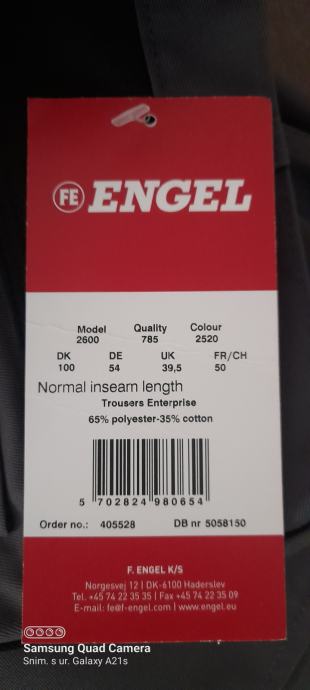 FE ENGEL
Model Quality Colour
2600 785 2520
DK DE UK FR/CH
100 54 39,5 50
Normal inseam length
Trousers Enterprise
65% polyester-35% cotton
5 702824 980654
Order no.: 405528 DB nr 5058150
F. ENGEL K/S
Norgesvej 12 | DK-6100 Haderslev
Tel. +45 74 22 35 35 | Fax +45 74 22 35 09
E-mail: fe@f-engel.com | www.engel.eu
Samsung Quad Camera
Snim. s ur. Galaxy A21s